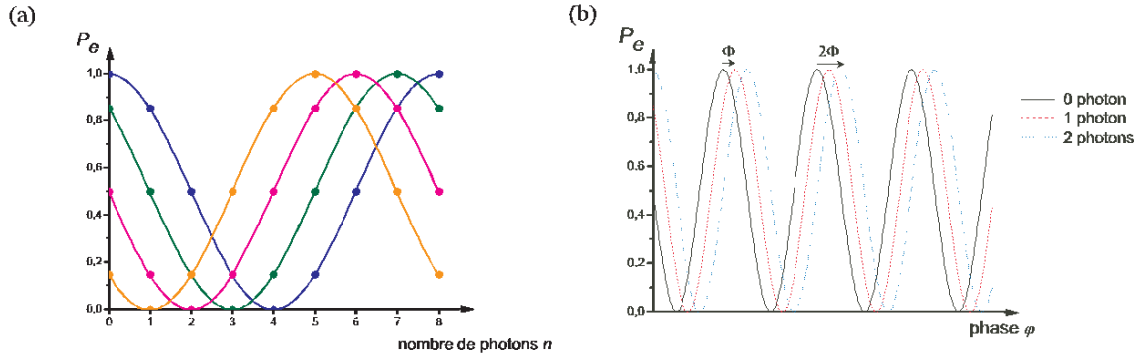 (a)
P_e
1,0
0,8
0,6
0,4
0,2
0,0
0 1 2 3 4 5 6 7 8
nombre de photons n
(b)
P_e
Φ 2Φ
1,0
0,8
0,6
0,4
0,2
0,0
phase φ
0 photon
1 photon
2 photons